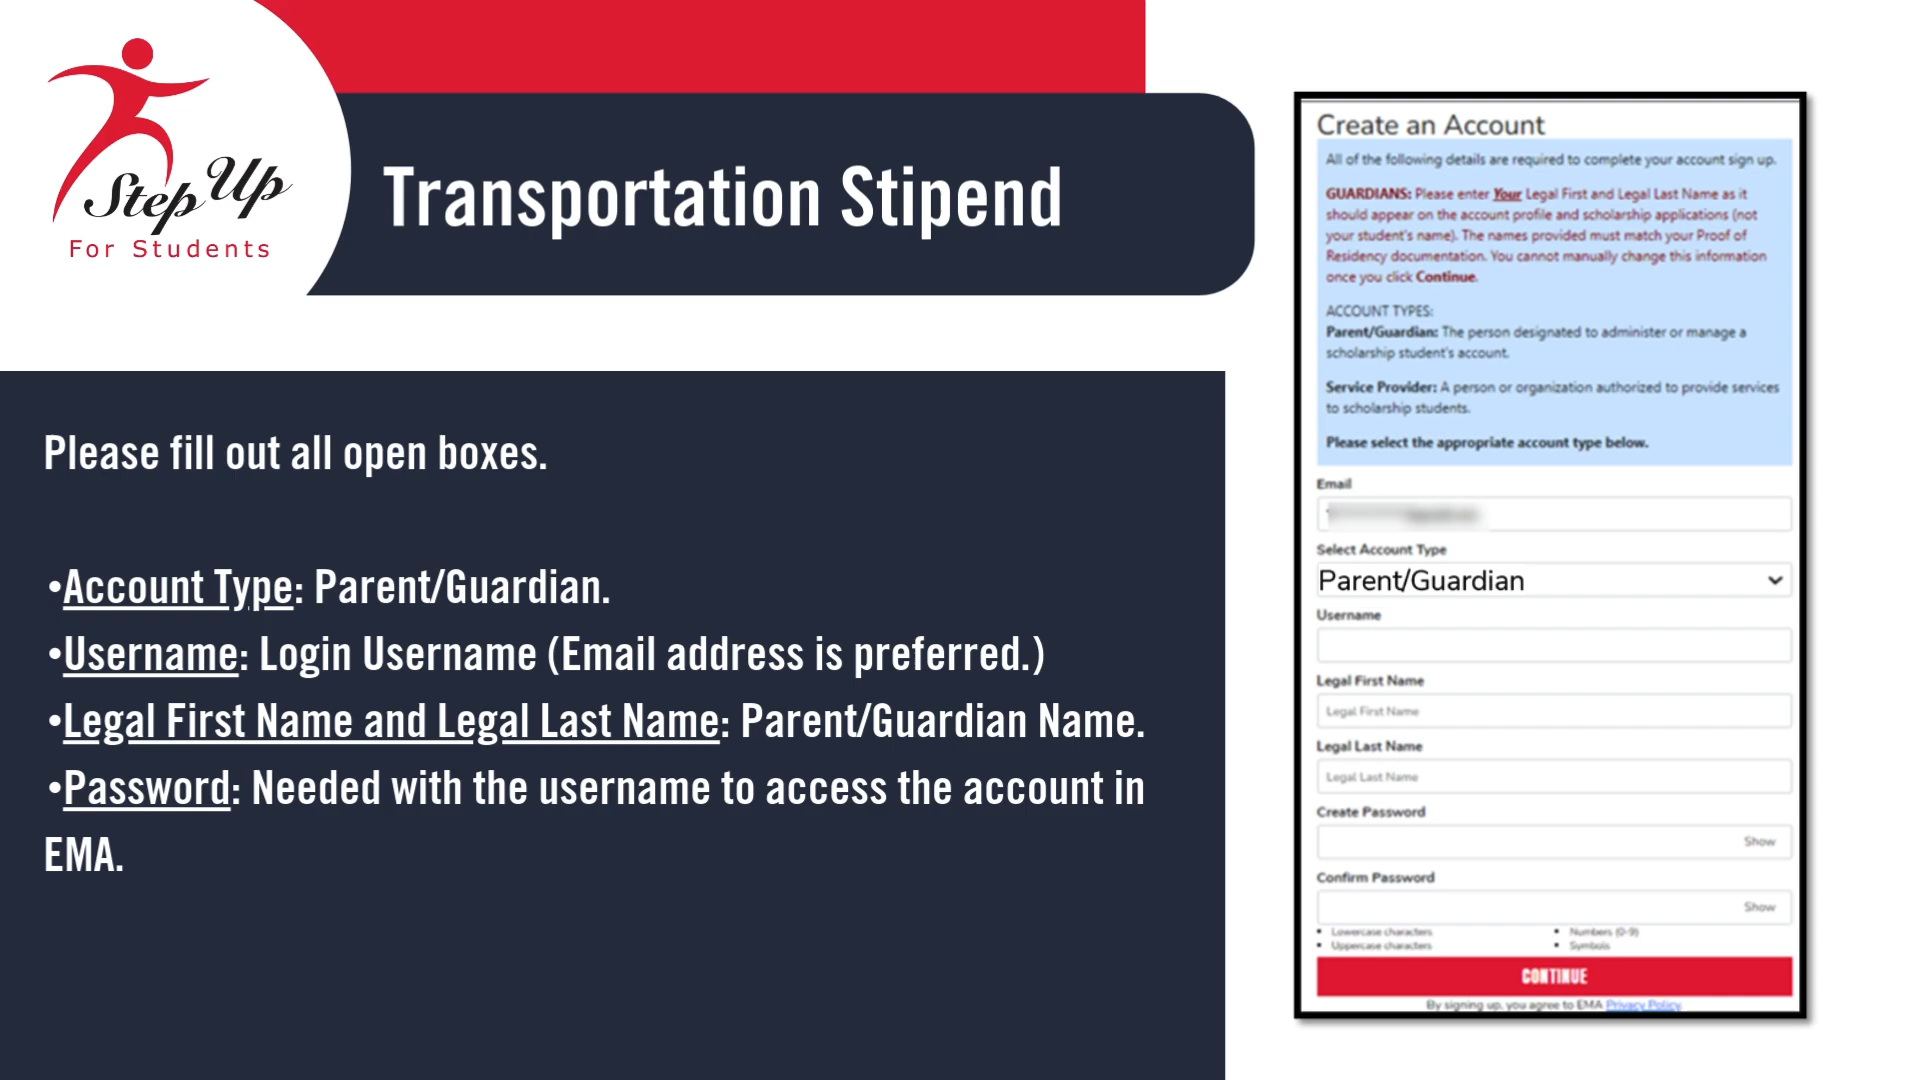 Step Up
For Students
Transportation Stipend
Please fill out all open boxes.
•Account Type: Parent/Guardian.
•Username: Login Username (Email address is preferred.)
•Legal First Name and Legal Last Name: Parent/Guardian Name.
•Password: Needed with the username to access the account in
EMA.
Create an Account
All of the following details are required to complete your account sign up.
GUARDIANS: Please enter Your Legal First and Legal Last Name as it
should appear on the account profile and scholarship applications (not
your student's name). The names provided must match your Proof of
Residency documentation. You cannot manually change this information
once you click Continue.
ACCOUNT TYPES:
Parent/Guardian: The person designated to administer or manage a
scholarship student's account.
Service Provider: A person or organization authorized to provide services
to scholarship students.
Please select the appropriate account type below.
Email
Select Account Type
Parent/Guardian
Username
Legal First Name
Legal First Name
Legal Last Name
Legal Last Name
Create Password
Show
Confirm Password
Show
• Lowercase characters
• Uppercase characters
• Numbers (0-9)
• Symbols
CONTINUE
By signing up, you agree to EMA Privacy Policy.